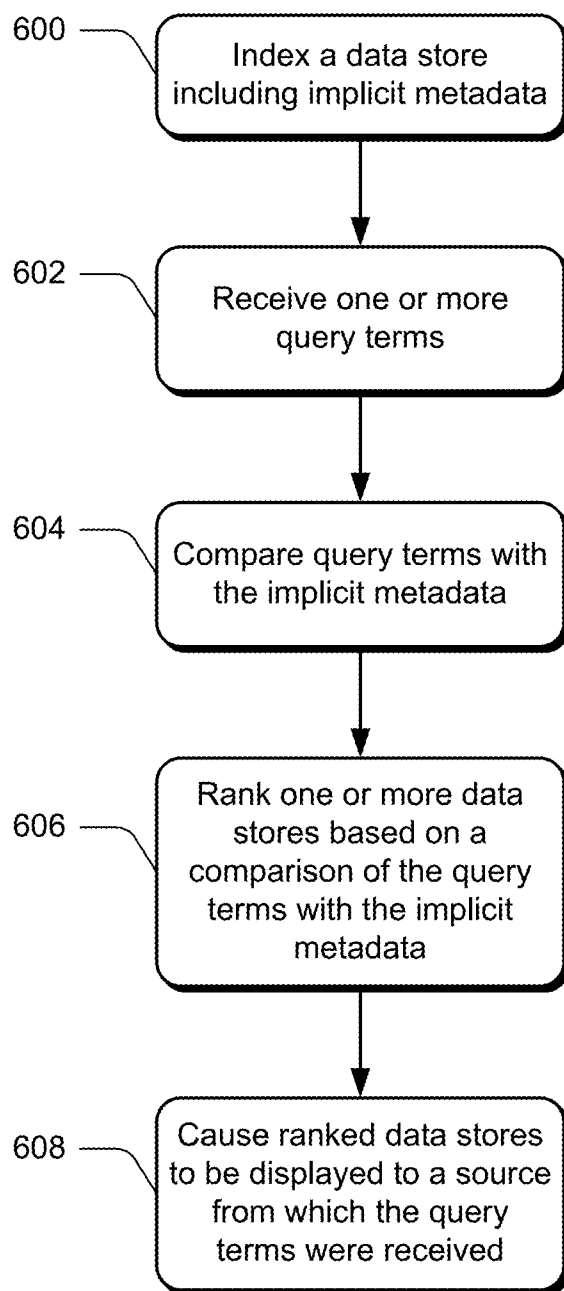 600
Index a data store
including implicit metadata
602
Receive one or more
query terms
604
Compare query terms with
the implicit metadata
606
Rank one or more data
stores based on a
comparison of the query
terms with the implicit
metadata
608
Cause ranked data stores
to be displayed to a source
from which the query
terms were received